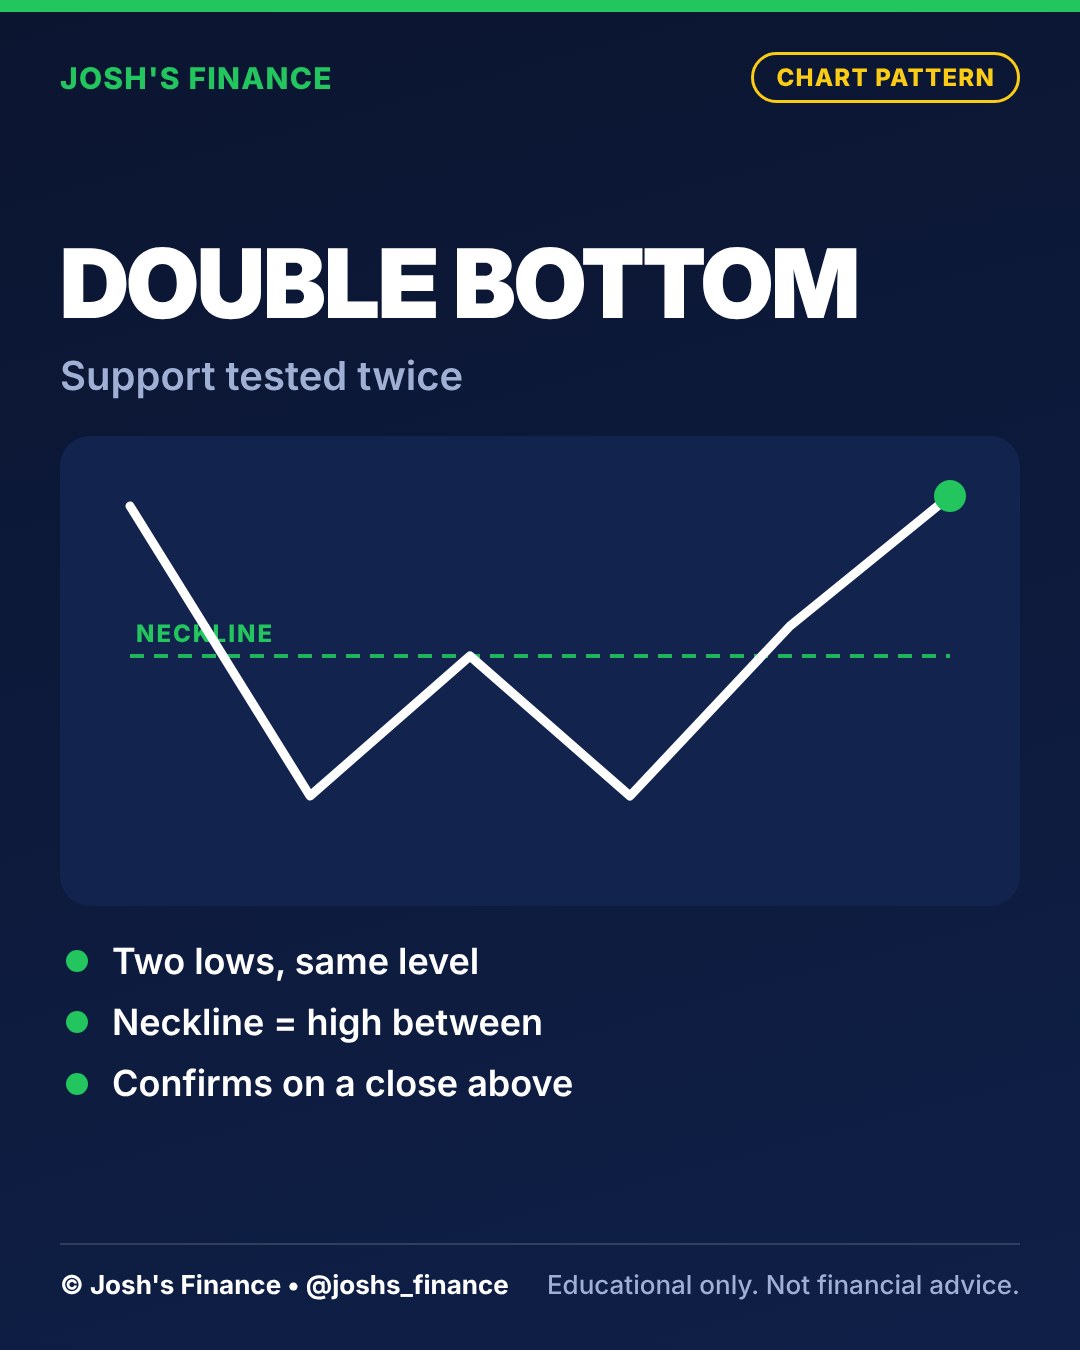 JOSH'S FINANCE
CHART PATTERN
DOUBLE BOTTOM
Support tested twice
NECKLINE
Two lows, same level
Neckline = high between
Confirms on a close above
© Josh's Finance • @joshs_finance
Educational only. Not financial advice.